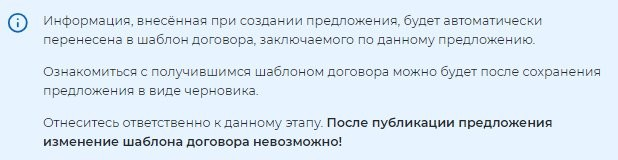 Информация, внесённая при создании предложения, будет автоматически
перенесена в шаблон договора, заключаемого по данному предложению.
Ознакомиться с получившимся шаблоном договора можно будет после сохранения
предложения в виде черновика.
Отнеситесь ответственно к данному этапу. После публикации предложения
изменение шаблона договора невозможно!